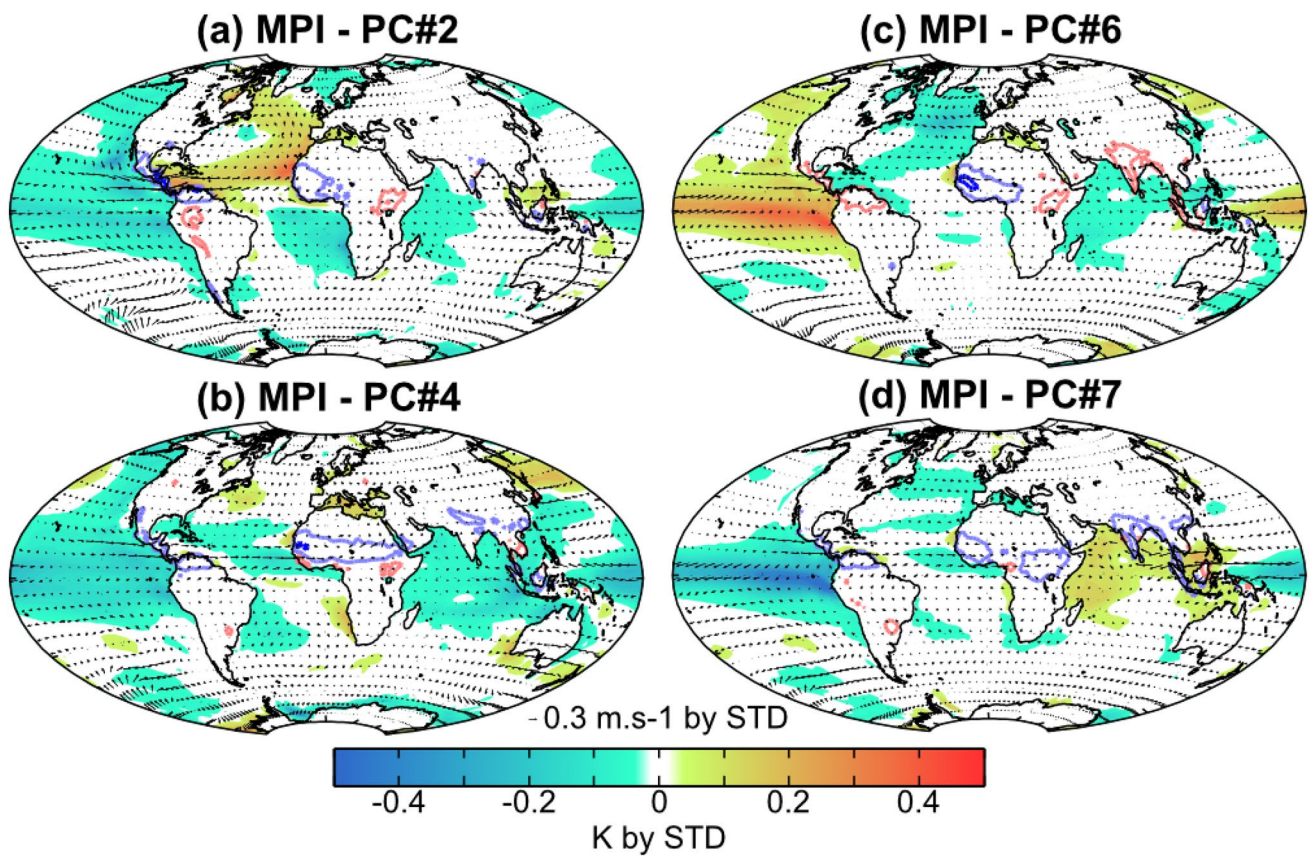 (a) MPI - PC#2
(c) MPI - PC#6
(b) MPI - PC#4
(d) MPI - PC#7
-0.3 m.s-1 by STD
-0.4 -0.2 0 0.2 0.4
K by STD